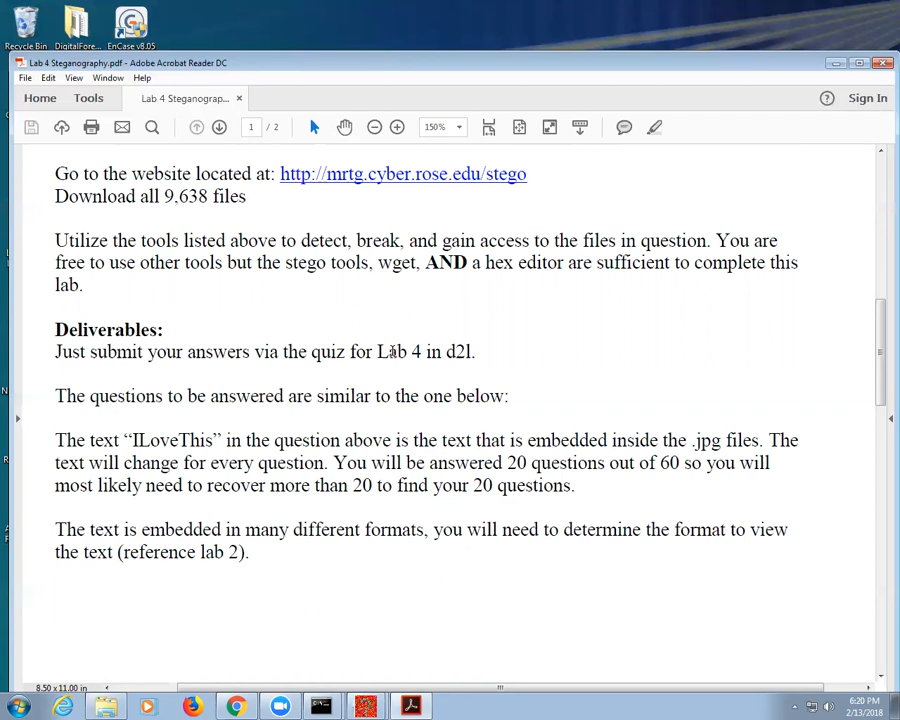 Recycle Bin
DigitalFore...
EnCase v8.05
Lab 4 Steganography.pdf - Adobe Acrobat Reader DC
File Edit View Window Help
Home Tools Lab 4 Steganograp... × Sign In
1 / 2 150%
Go to the website located at: http://mrtg.cyber.rose.edu/stego
Download all 9,638 files
Utilize the tools listed above to detect, break, and gain access to the files in question. You are
free to use other tools but the stego tools, wget, AND a hex editor are sufficient to complete this
lab.
Deliverables:
Just submit your answers via the quiz for Lab 4 in d2l.
The questions to be answered are similar to the one below:
The text “ILoveThis” in the question above is the text that is embedded inside the .jpg files. The
text will change for every question. You will be answered 20 questions out of 60 so you will
most likely need to recover more than 20 to find your 20 questions.
The text is embedded in many different formats, you will need to determine the format to view
the text (reference lab 2).
8.50 x 11.00 in
6:20 PM
2/13/2018